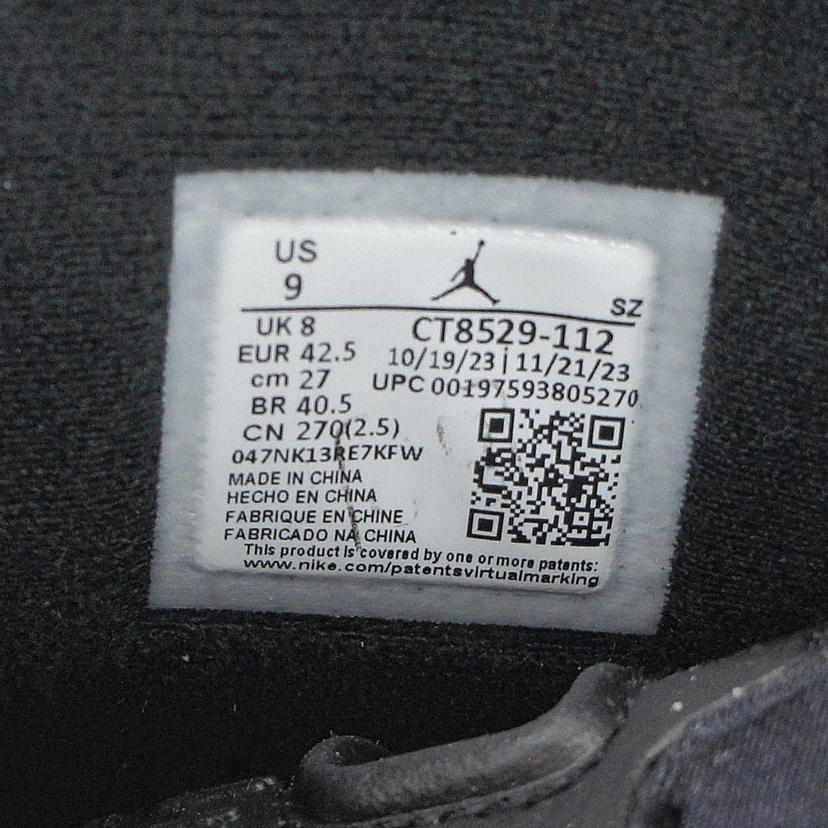 US
9
SZ
UK 8
EUR 42.5
cm 27
BR 40.5
CN 270(2.5)
047NK13RE7KFW
MADE IN CHINA
HECHO EN CHINA
FABRIQUE EN CHINE
FABRICADO NA CHINA
CT8529-112
10/19/23 | 11/21/23
UPC 00197593805270
This product is covered by one or more patents:
www.nike.com/patentsvirtualmarking